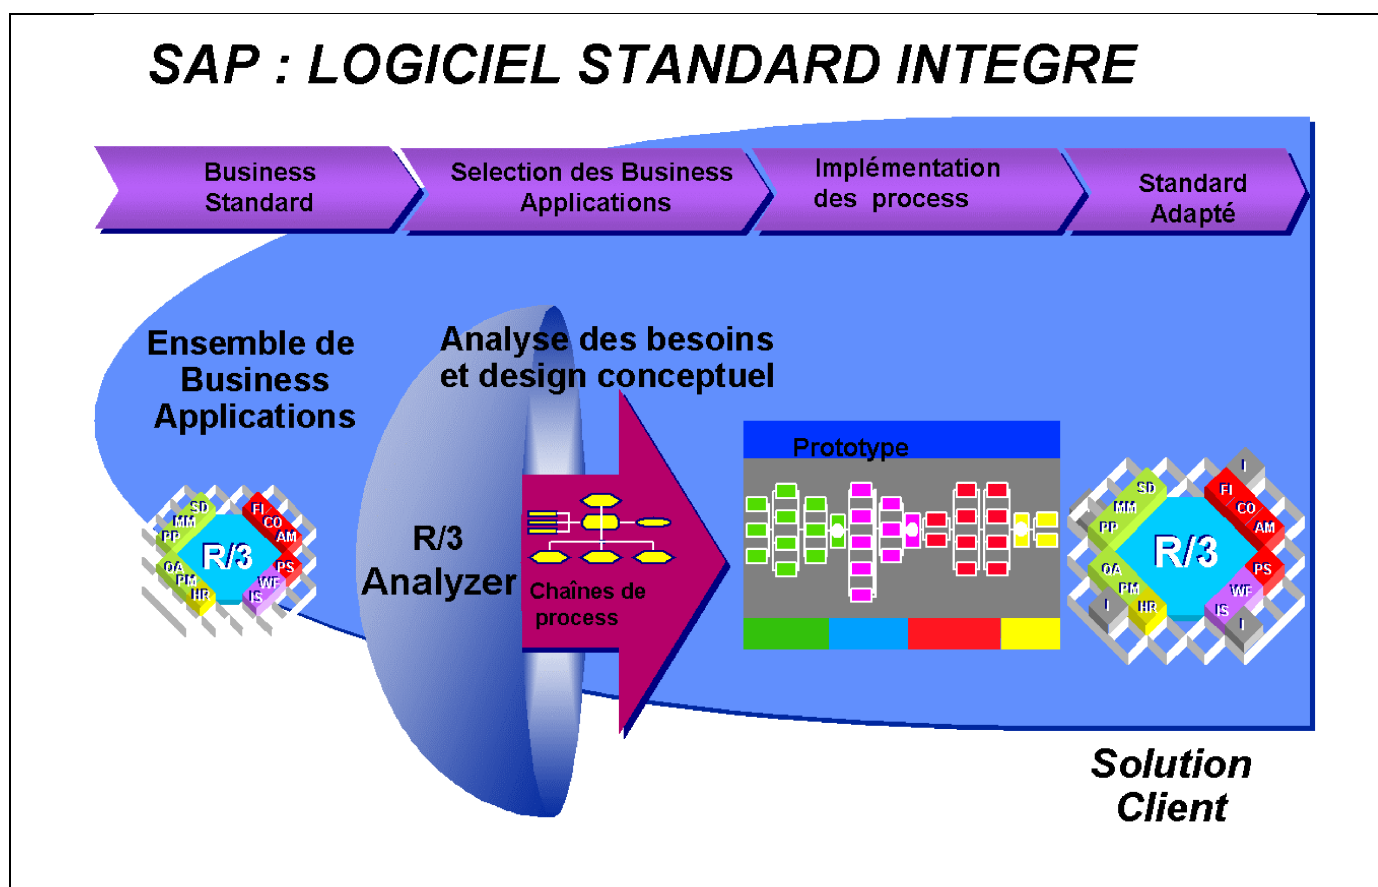 SAP : LOGICIEL STANDARD INTEGRE
Business
Standard
Selection des Business
Applications
Implémentation
des process
Standard
Adapté
Ensemble de
Business
Applications
Analyse des besoins
et design conceptuel
R/3
Analyzer
Chaînes de
process
Prototype
SD
MM
PP
QA
PM
HR
FI
CO
AM
PS
WF
IS
R/3
I
SD
MM
PP
QA
PM
HR
FI
CO
AM
PS
WF
IS
R/3
I
I
Solution
Client